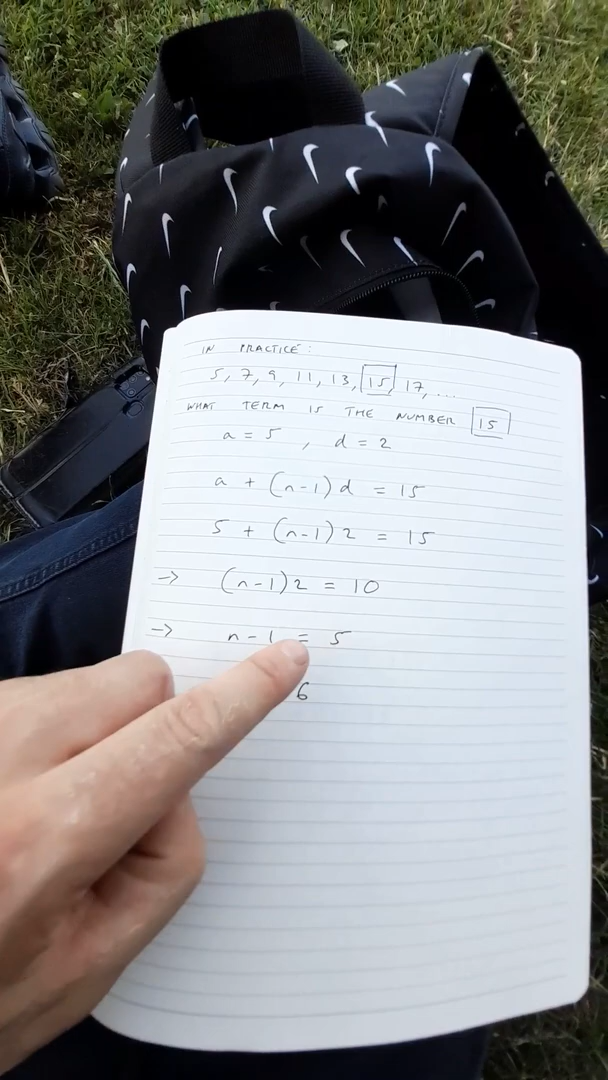 IN PRACTICE:
5, 7, 9, 11, 13, 15, 17, ....
WHAT TERM IS THE NUMBER 15
a = 5 , d = 2
a + (n-1) d = 15
5 + (n-1) 2 = 15
-> (n-1) 2 = 10
-> n - 1 = 5
6